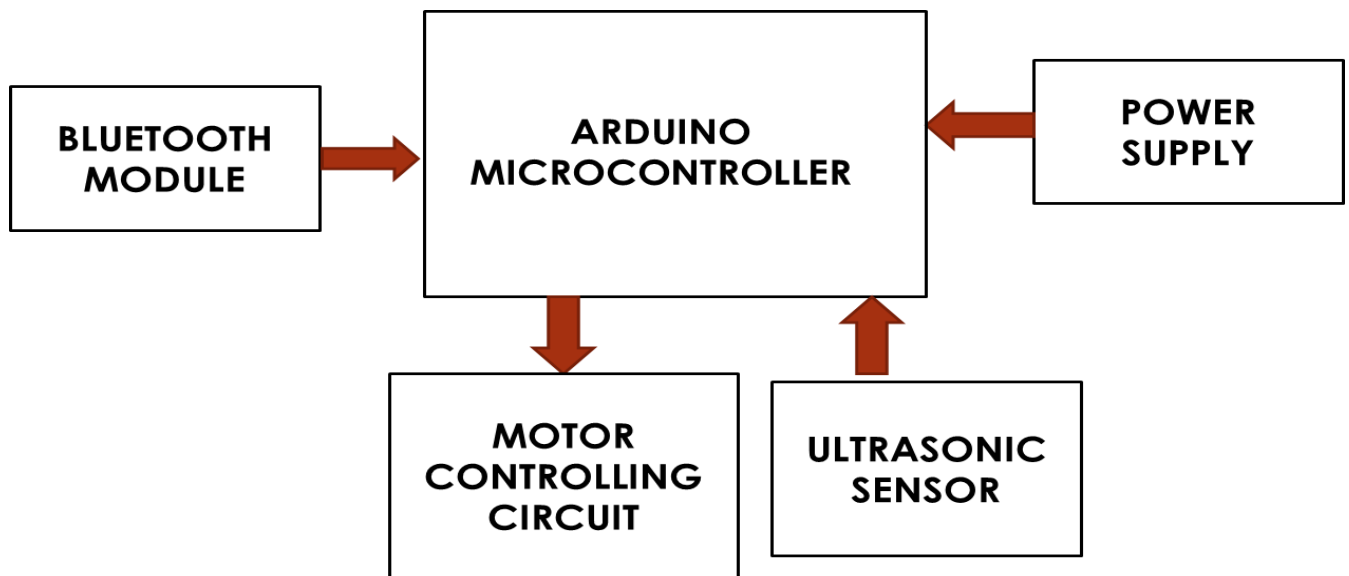 BLUETOOTH
MODULE
ARDUINO
MICROCONTROLLER
POWER
SUPPLY
MOTOR
CONTROLLING
CIRCUIT
ULTRASONIC
SENSOR